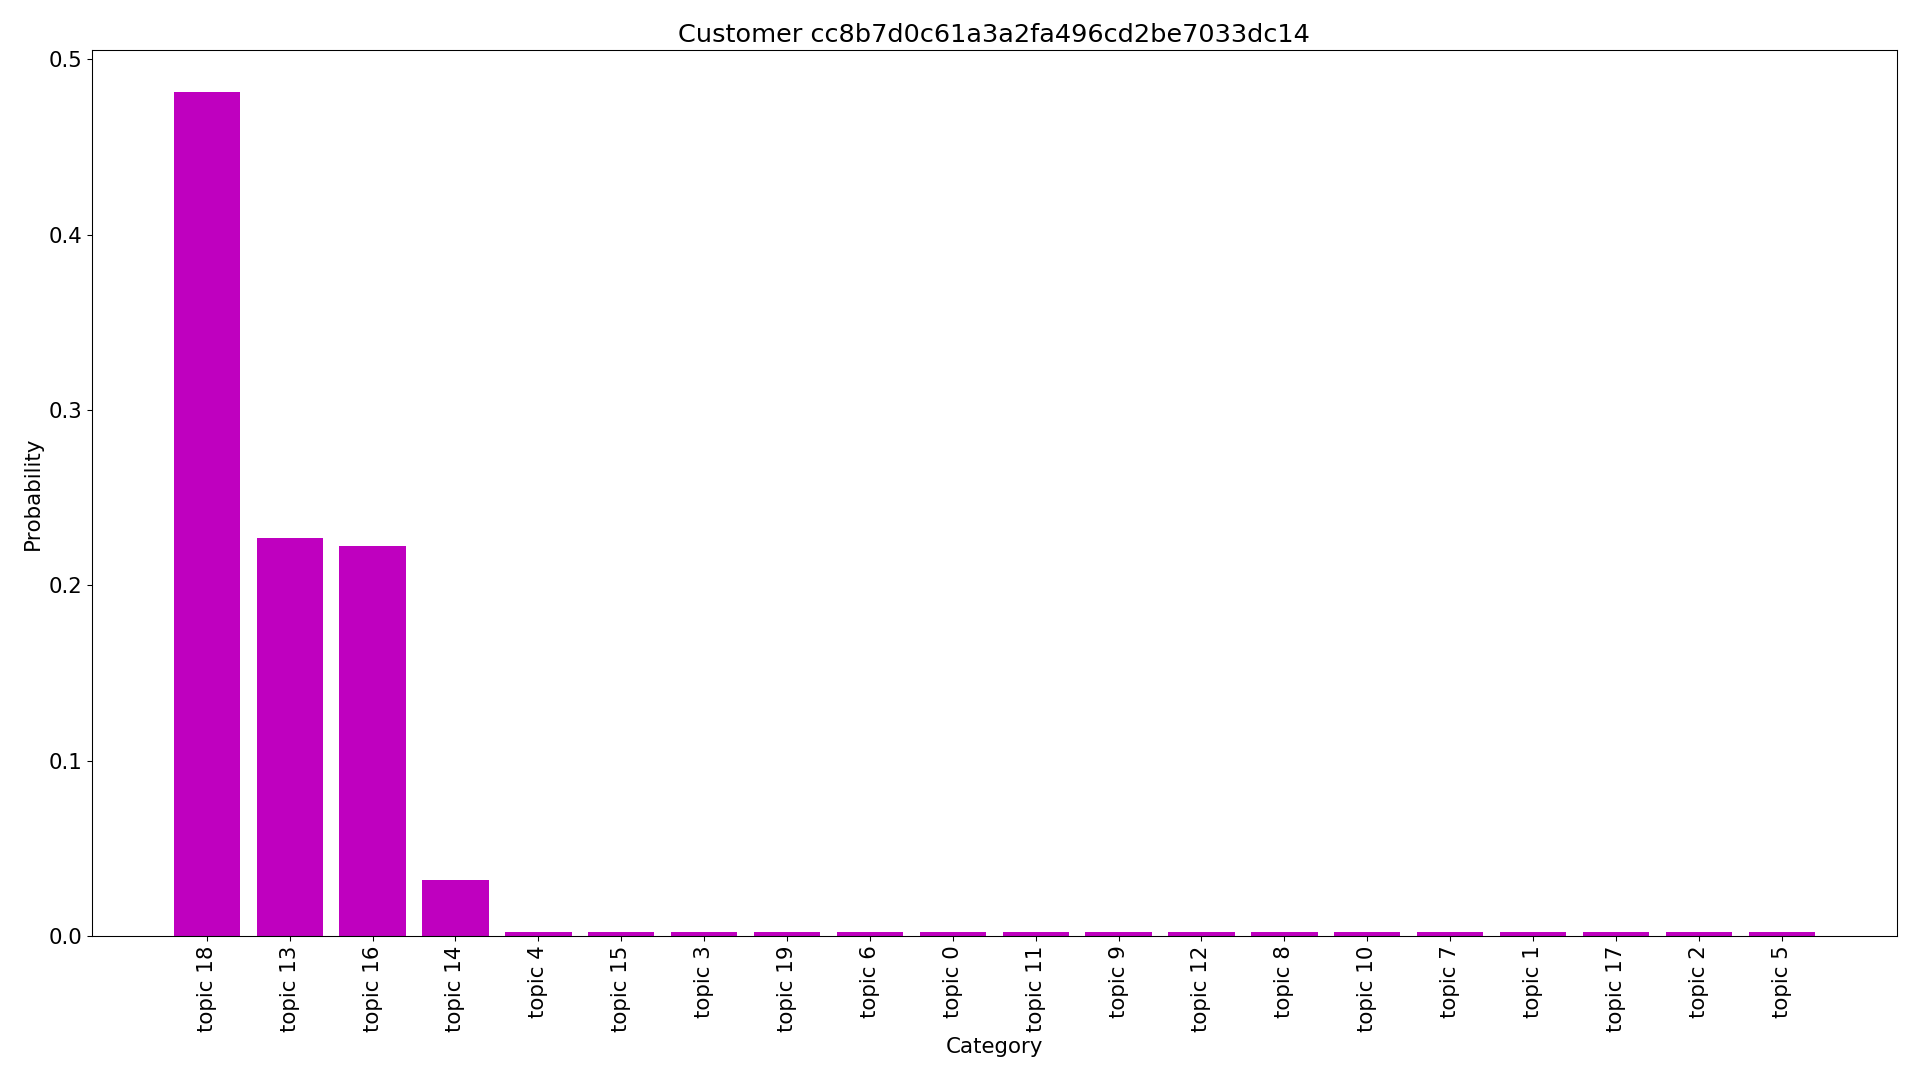 Customer cc8b7d0c61a3a2fa496cd2be7033dc14
Probability
0.5
0.4
0.3
0.2
0.1
0.0
topic 18
topic 13
topic 16
topic 14
topic 4
topic 15
topic 3
topic 19
topic 6
topic 0
topic 11
topic 9
topic 12
topic 8
topic 10
topic 7
topic 1
topic 17
topic 2
topic 5
Category